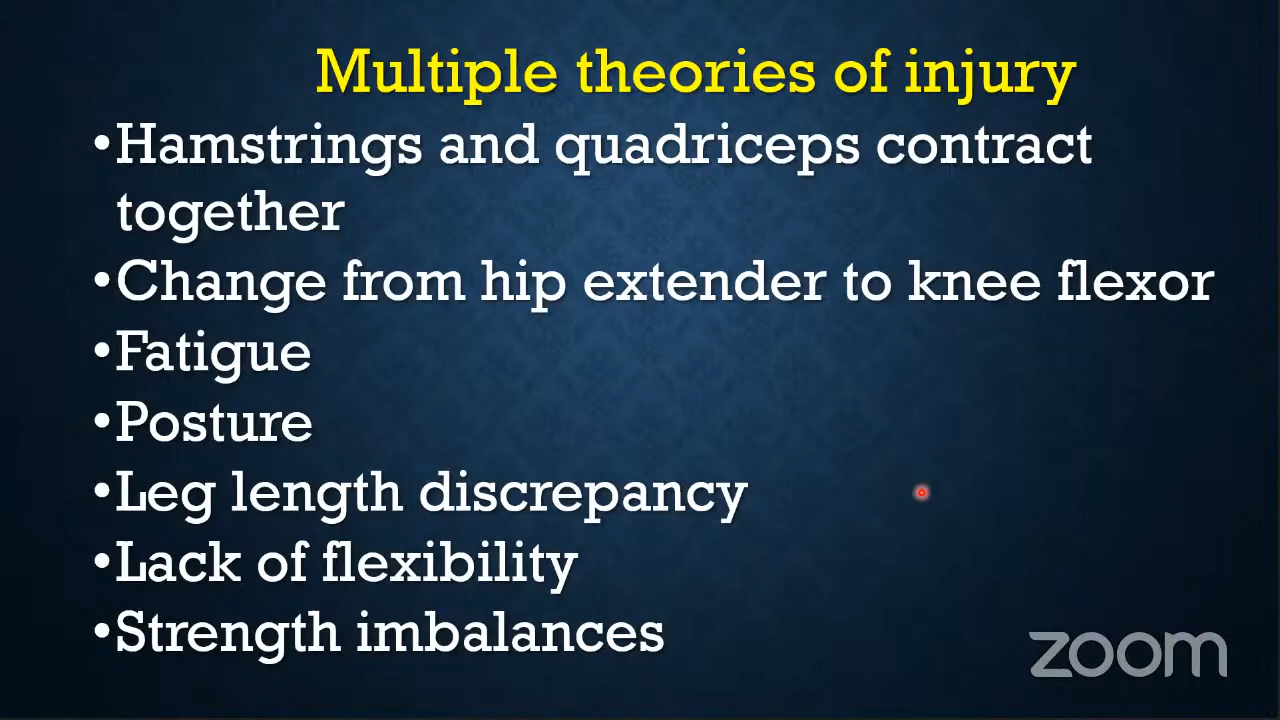 Multiple theories of injury
•Hamstrings and quadriceps contract
together
•Change from hip extender to knee flexor
•Fatigue
•Posture
•Leg length discrepancy
•Lack of flexibility
•Strength imbalances
zoom